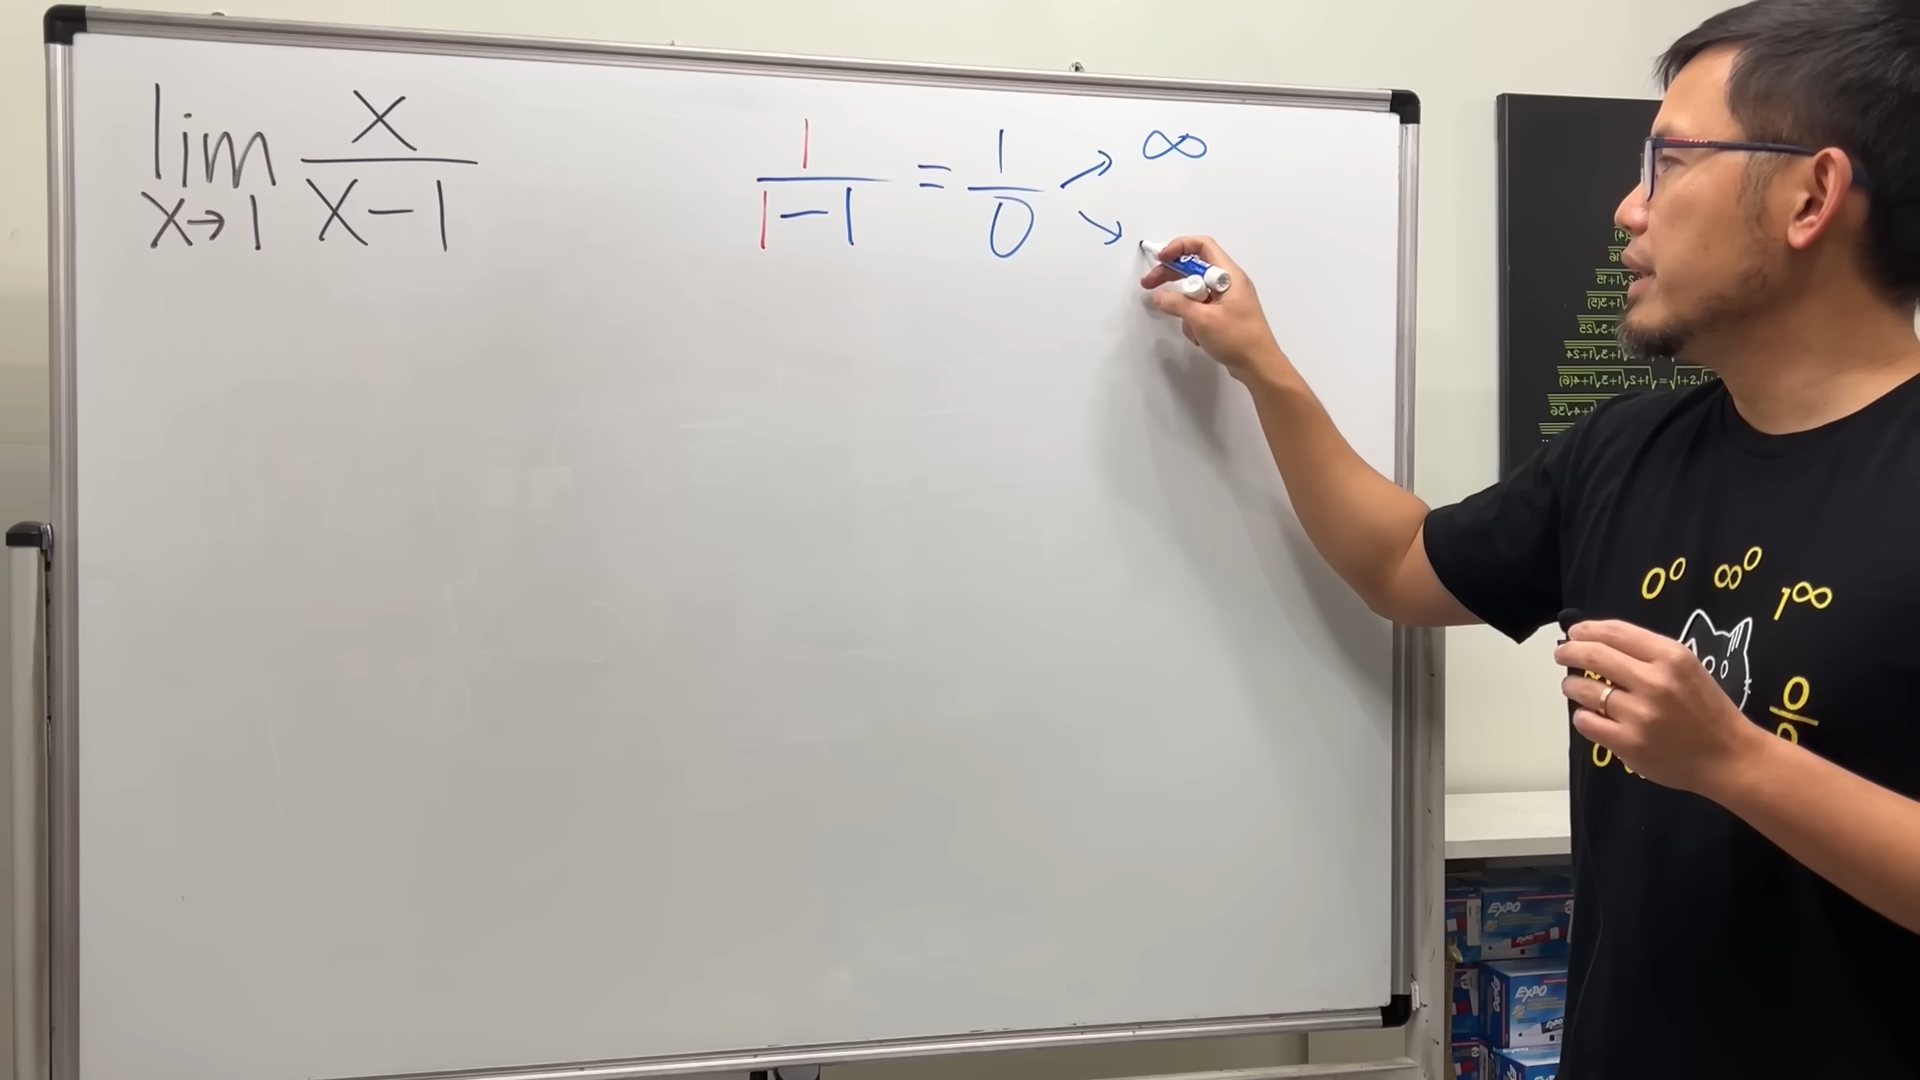 lim x→1 x/(x-1)
1/(1-1) = 1/0 ↗ ∞
↘
0⁰ ∞⁰ 1^∞
0/0
EXPO
EXPO